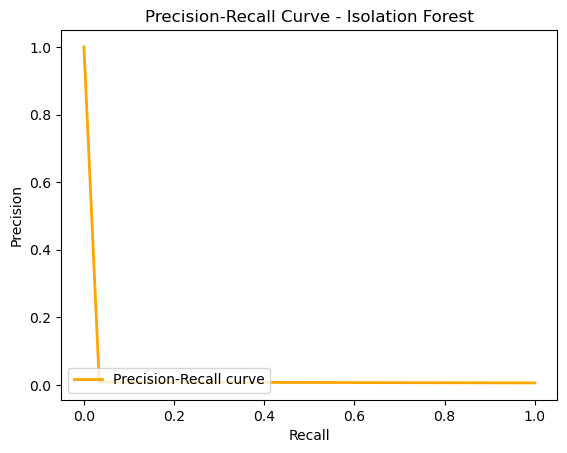 Precision-Recall Curve - Isolation Forest
1.0
0.8
0.6
0.4
0.2
0.0
Precision
Precision-Recall curve
0.0 0.2 0.4 0.6 0.8 1.0
Recall